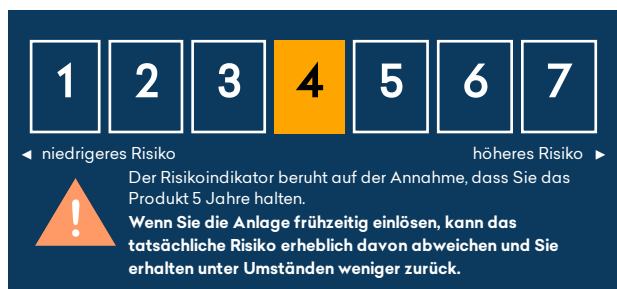 1 2 3 4 5 6 7
◄ niedrigeres Risiko höheres Risiko ►
Der Risikoindikator beruht auf der Annahme, dass Sie das
Produkt 5 Jahre halten.
!
Wenn Sie die Anlage frühzeitig einlösen, kann das
tatsächliche Risiko erheblich davon abweichen und Sie
erhalten unter Umständen weniger zurück.